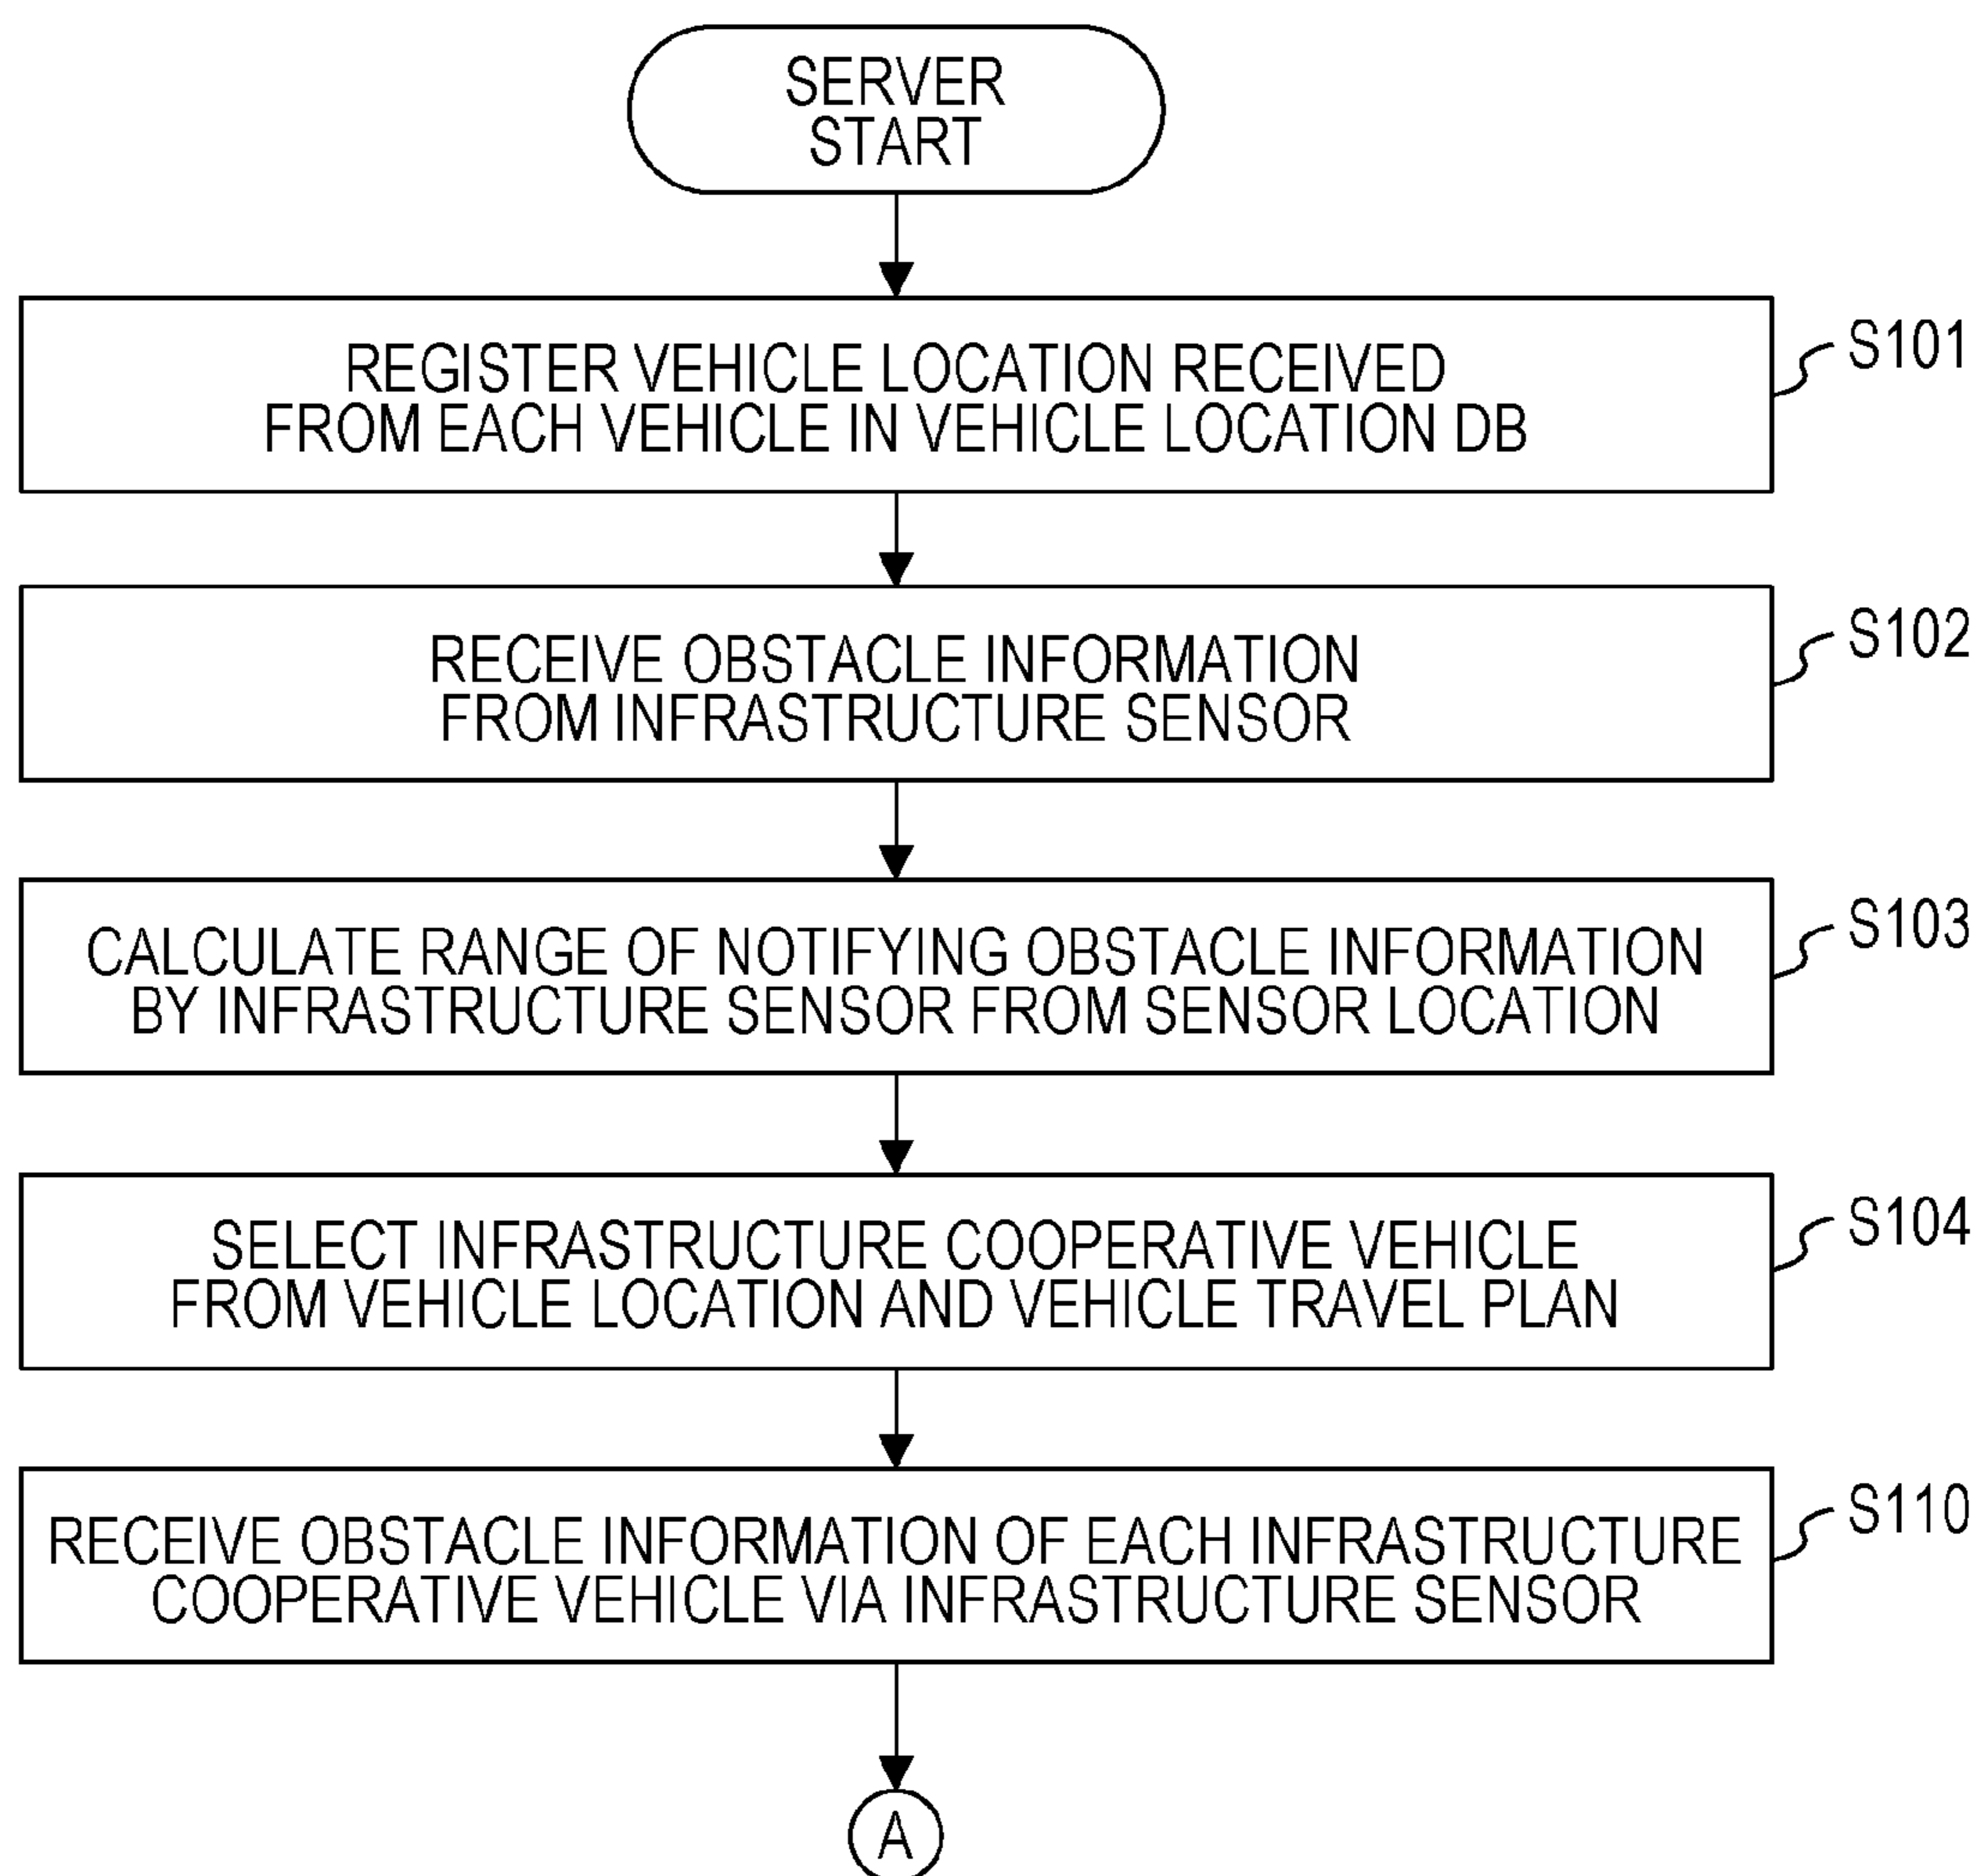 SERVER
START
REGISTER VEHICLE LOCATION RECEIVED
FROM EACH VEHICLE IN VEHICLE LOCATION DB
S101
RECEIVE OBSTACLE INFORMATION
FROM INFRASTRUCTURE SENSOR
S102
CALCULATE RANGE OF NOTIFYING OBSTACLE INFORMATION
BY INFRASTRUCTURE SENSOR FROM SENSOR LOCATION
S103
SELECT INFRASTRUCTURE COOPERATIVE VEHICLE
FROM VEHICLE LOCATION AND VEHICLE TRAVEL PLAN
S104
RECEIVE OBSTACLE INFORMATION OF EACH INFRASTRUCTURE
COOPERATIVE VEHICLE VIA INFRASTRUCTURE SENSOR
S110
A